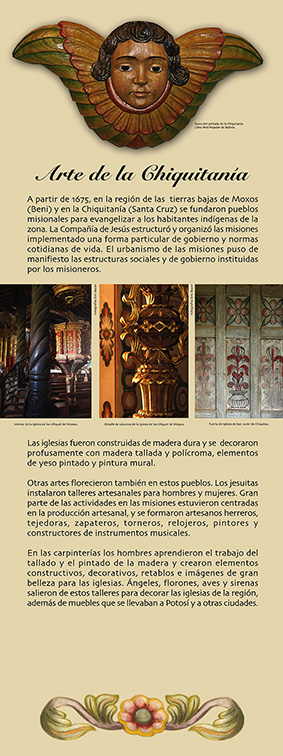 Querubín pintado de la Chiquitanía.
Libro Arte Popular de Bolivia
Arte de la Chiquitanía
A partir de 1675, en la región de las tierras bajas de Moxos
(Beni) y en la Chiquitanía (Santa Cruz) se fundaron pueblos
misionales para evangelizar a los habitantes indígenas de la
zona. La Compañía de Jesús estructuró y organizó las misiones
implementado una forma particular de gobierno y normas
cotidianas de vida. El urbanismo de las misiones puso de
manifiesto las estructuras sociales y de gobierno instituidas
por los misioneros.
Interior de la Iglesia de San Miguel de Velasco.
Detalle de columna de la Iglesia de San Miguel de Velasco.
Puerta de Iglesia de San Javier de Chiquitos.
Las iglesias fueron construidas de madera dura y se decoraron
profusamente con madera tallada y polícroma, elementos
de yeso pintado y pintura mural.
Otras artes florecieron también en estos pueblos. Los jesuitas
instalaron talleres artesanales para hombres y mujeres. Gran
parte de las actividades en las misiones estuvieron centradas
en la producción artesanal, y se formaron artesanos herreros,
tejedoras, zapateros, torneros, relojeros, pintores y
constructores de instrumentos musicales.
En las carpinterías los hombres aprendieron el trabajo del
tallado y el pintado de la madera y crearon elementos
constructivos, decorativos, retablos e imágenes de gran
belleza para las iglesias. Ángeles, florones, aves y sirenas
salieron de estos talleres para decorar las iglesias de la región,
además de muebles que se llevaban a Potosí y a otras ciudades.